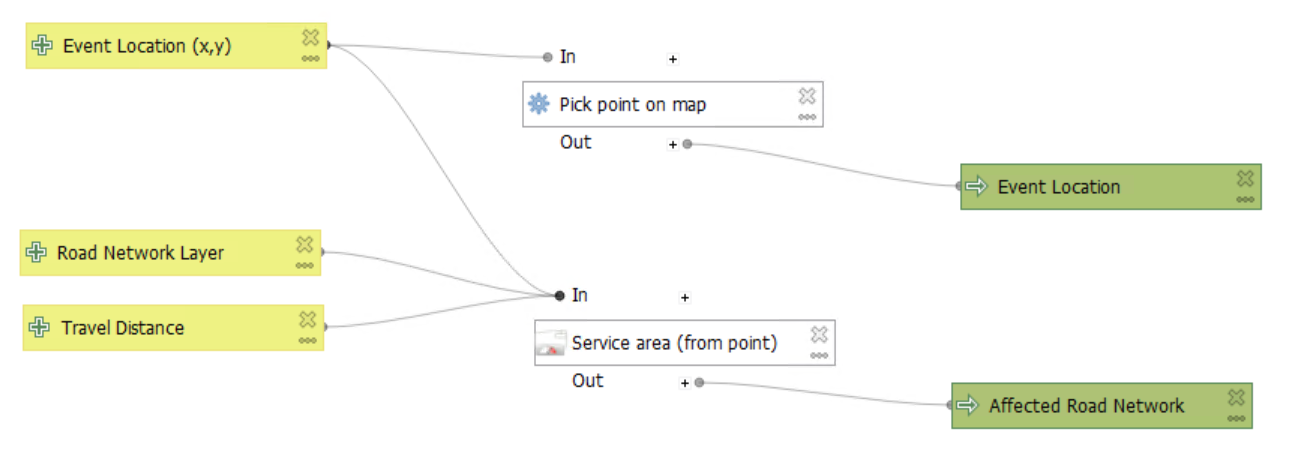 Event Location (x,y)
In
Pick point on map
Out
Event Location
Road Network Layer
Travel Distance
In
Service area (from point)
Out
Affected Road Network